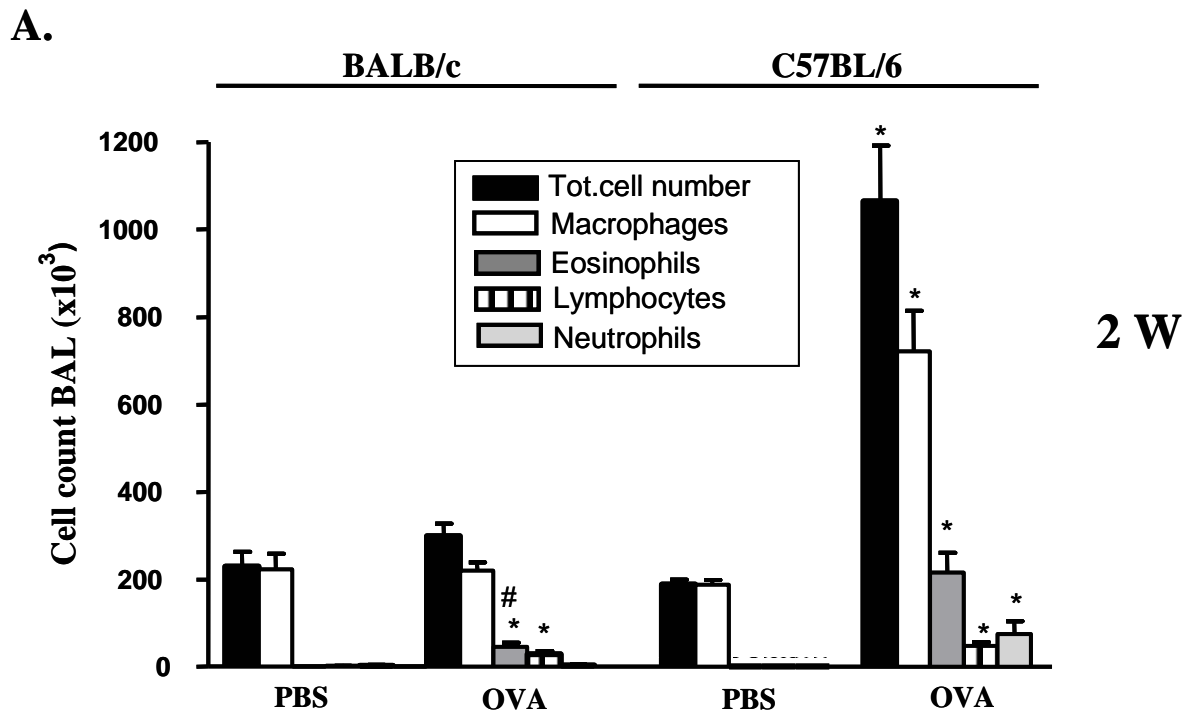 A.
BALB/c
C57BL/6
Cell count BAL (x10³)
1200
1000
800
600
400
200
0
Tot.cell number
Macrophages
Eosinophils
Lymphocytes
Neutrophils
2 W
#
* *
*
*
*
*
*
PBS
OVA
PBS
OVA